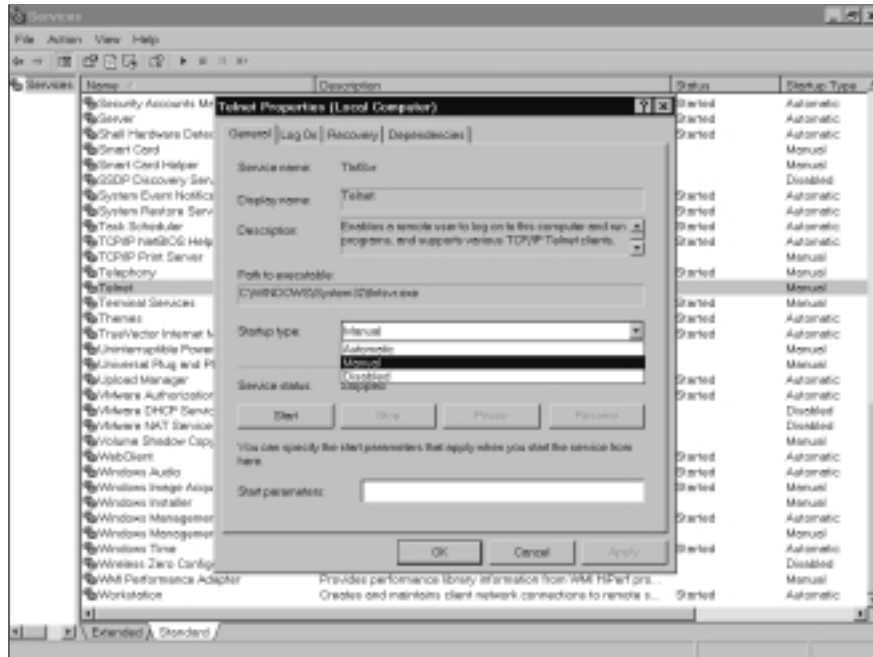 Services
File Action View Help
Services
Name / Description Status Startup Type
Security Accounts Ma Started Automatic
Server Started Automatic
Shell Hardware Detec Started Automatic
Smart Card Manual
Smart Card Helper Manual
SSDP Discovery Serv Disabled
System Event Notifica Started Automatic
System Restore Serv Started Automatic
Task Scheduler Started Automatic
TCP/IP NetBIOS Help Started Automatic
TCP/IP Print Server Manual
Telephony Started Manual
Telnet Manual
Terminal Services Started Manual
Themes Started Automatic
TrueVector Internet M Started Automatic
Uninterruptible Power Manual
Universal Plug and Pl Manual
Upload Manager Started Automatic
VMware Authorization Started Automatic
VMware DHCP Service Disabled
VMware NAT Service Disabled
Volume Shadow Copy Manual
WebClient Started Automatic
Windows Audio Started Automatic
Windows Image Acqu Started Manual
Windows Installer Manual
Windows Management Started Automatic
Windows Management Manual
Windows Time Started Automatic
Wireless Zero Config Disabled
WMI Performance Adapter Provides performance library information from WMI HiPerf pro... Manual
Workstation Creates and maintains client network connections to remote s... Started Automatic
Extended Standard
Telnet Properties (Local Computer)
General Log On Recovery Dependencies
Service name: TlntSvr
Display name: Telnet
Description: Enables a remote user to log on to this computer and run
programs, and supports various TCP/IP Telnet clients,
Path to executable:
C:\WINDOWS\System32\tlntsvr.exe
Startup type: Manual
Automatic
Manual
Disabled
Service status: Stopped
Start Stop Pause Resume
You can specify the start parameters that apply when you start the service from
here.
Start parameters:
OK Cancel Apply